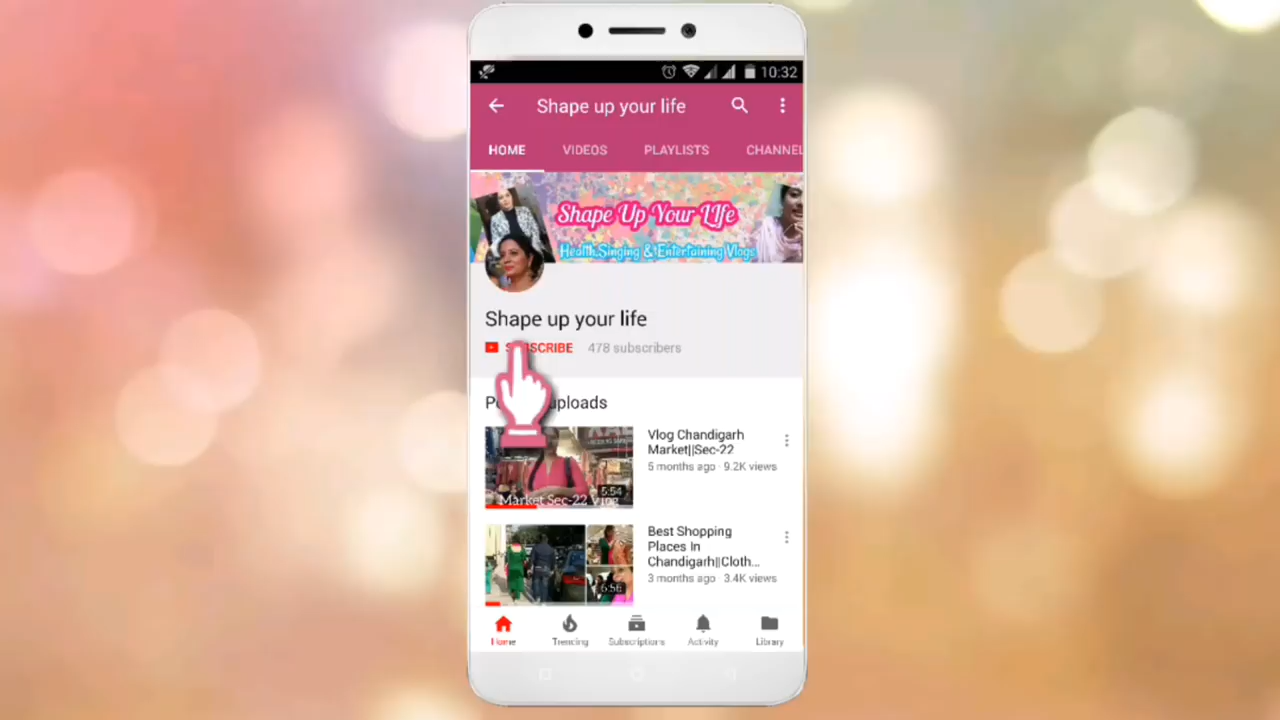 10:32
Shape up your life
HOME VIDEOS PLAYLISTS CHANNEL
Shape Up Your LIfe
Health,Singing & Entertaining Vlogs
Shape up your life
SUBSCRIBE 478 subscribers
uploads
Vlog Chandigarh
Market||Sec-22
5 months ago · 9.2K views
5:54
Market Sec-22 Vlog
Best Shopping
Places In
Chandigarh||Cloth...
3 months ago · 3.4K views
6:56
Home Trending Subscriptions Activity Library